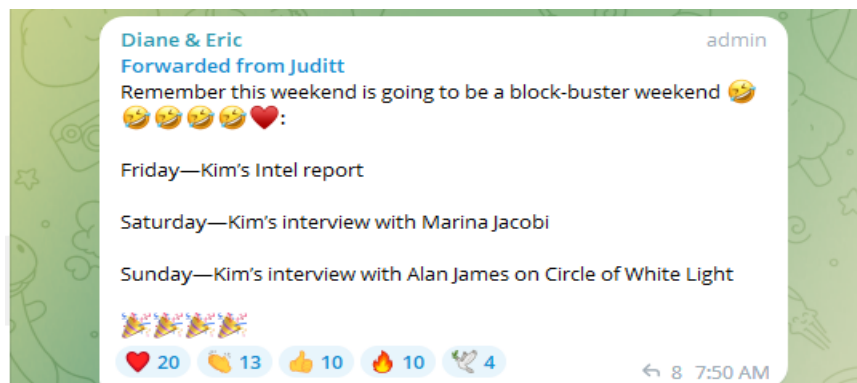 Diane & Eric admin
Forwarded from Juditt
Remember this weekend is going to be a block-buster weekend 🤣
🤣🤣🤣🤣❤️:
Friday—Kim's Intel report
Saturday—Kim's interview with Marina Jacobi
Sunday—Kim's interview with Alan James on Circle of White Light
🎉🎉🎉🎉
❤️ 20 👏 13 👍 10 🔥 10 🕊️ 4
8 7:50 AM